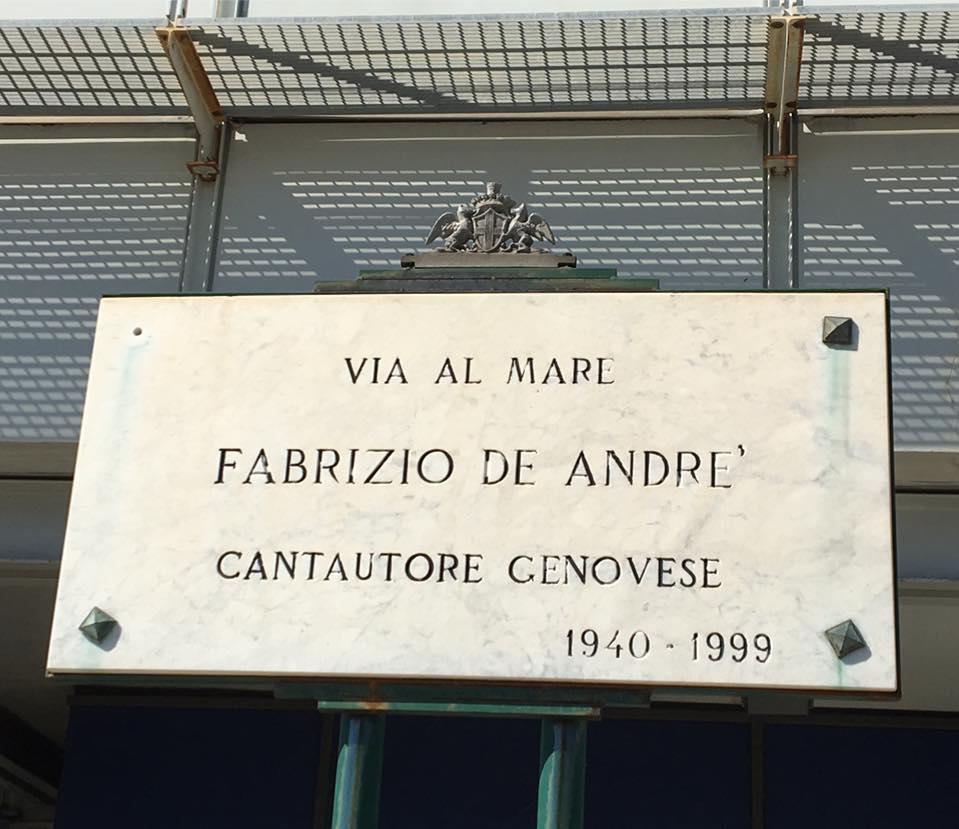 VIA AL MARE
FABRIZIO DE ANDRE'
CANTAUTORE GENOVESE
1940 - 1999